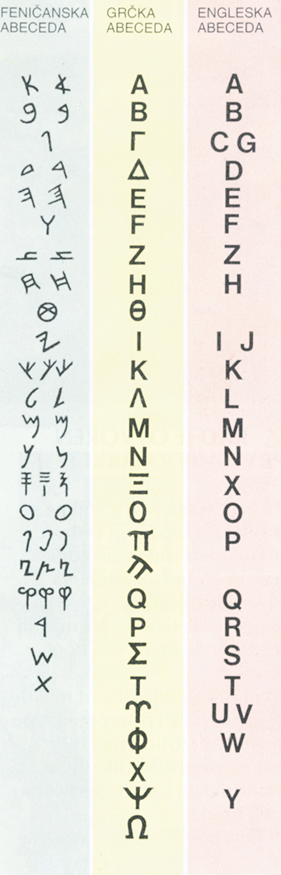 FENIČANSKA
ABECEDA
𐤀 𐤀
𐤁 𐤁
𐤂
𐤃 𐤃
𐤄 𐤄
𐤅
𐤆 𐤆
𐤇 𐤇
𐤈
𐤉
𐤊 𐤊 𐤊
𐤋 𐤋
𐤌 𐤌
𐤍 𐤍
𐤎 𐤎 𐤎
𐤏 𐤏
𐤐 𐤐 𐤐
𐤑 𐤑 𐤑
𐤒 𐤒 𐤒
𐤓
𐤔
𐤕
GRČKA
ABECEDA
Α
Β
Γ
Δ
Ε
F
Ζ
Η
Θ
Ι
Κ
Λ
Μ
Ν
Ξ
Ο
Π
Q
Ρ
Σ
Τ
ϒ
Φ
Χ
Ψ
Ω
ENGLESKA
ABECEDA
A
B
C G
D
E
F
Z
H
I J
K
L
M
N
X
O
P
Q
R
S
T
U V
W
Y